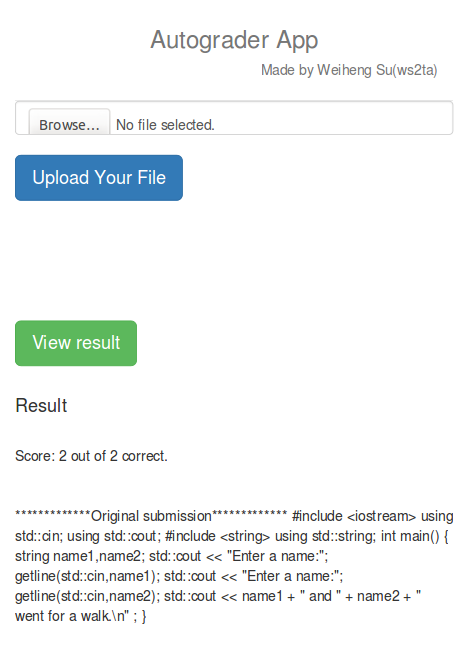 Autograder App
Made by Weiheng Su(ws2ta)
Browse... No file selected.
Upload Your File
View result
Result
Score: 2 out of 2 correct.
*************Original submission************* #include <iostream> using
std::cin; using std::cout; #include <string> using std::string; int main() {
string name1,name2; std::cout << "Enter a name:";
getline(std::cin,name1); std::cout << "Enter a name:";
getline(std::cin,name2); std::cout << name1 + " and " + name2 + "
went for a walk.\n" ; }